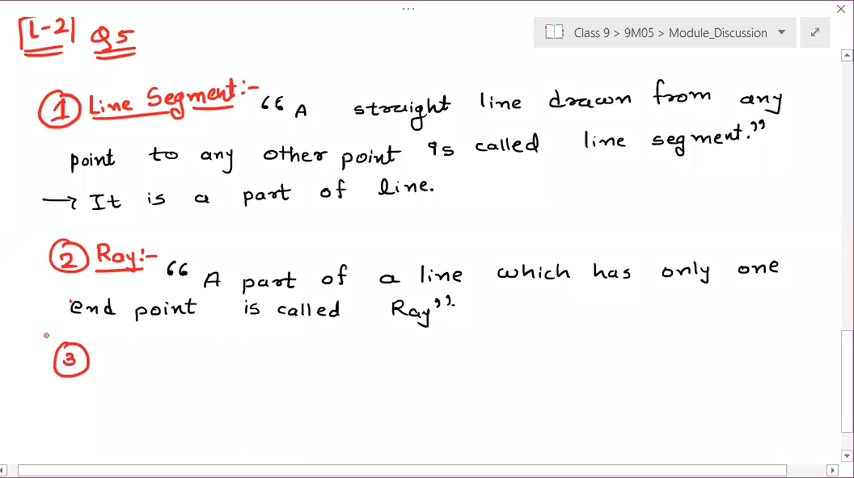 [L-2] Q5
Class 9 > 9M05 > Module_Discussion
① Line Segment:- “ A straight line drawn from any
point to any other point is called line segment.”
→ It is a part of line.
② Ray:- “ A part of a line which has only one
end point is called Ray”.
③